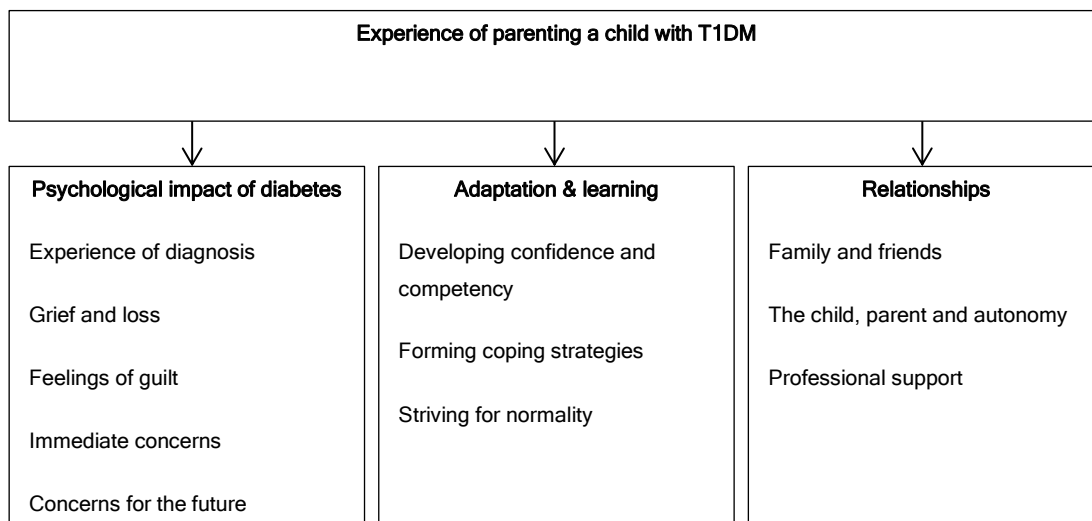 Experience of parenting a child with T1DM
Psychological impact of diabetes
Experience of diagnosis
Grief and loss
Feelings of guilt
Immediate concerns
Concerns for the future
Adaptation & learning
Developing confidence and
competency
Forming coping strategies
Striving for normality
Relationships
Family and friends
The child, parent and autonomy
Professional support